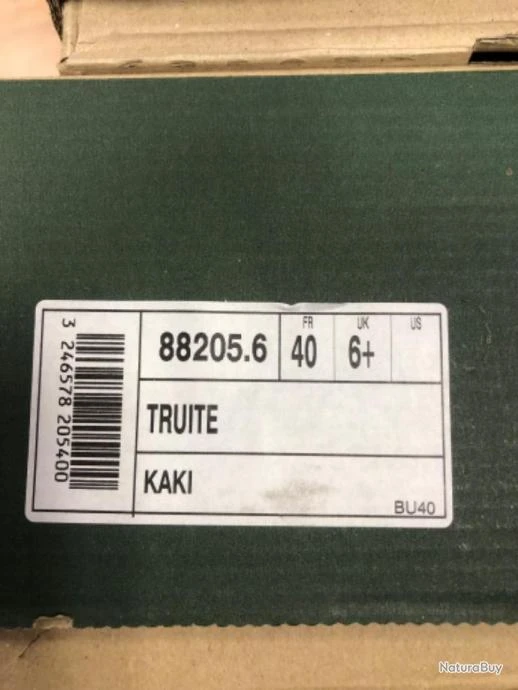 3 246578 205400
88205.6
FR
40
UK
6+
US
TRUITE
KAKI
BU40
NaturaBuy